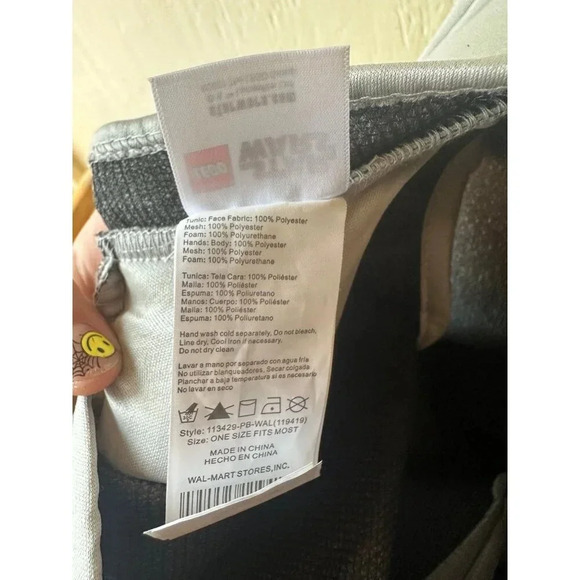 starwars.com
LEGO
Tunic: Face Fabric: 100% Polyester
Mesh: 100% Polyester
Foam: 100% Polyurethane
Hands: Body: 100% Polyester
Mesh: 100% Polyester
Foam: 100% Polyurethane
Tunica: Tela Cara: 100% Poliéster
Malla: 100% Poliéster
Espuma: 100% Poliuretano
Manos: Cuerpo: 100% Poliéster
Malla: 100% Poliéster
Espuma: 100% Poliuretano
Hand wash cold separately, Do not bleach,
Line dry, Cool iron if necessary.
Do not dry clean
Lavar a mano por separado con agua fria
No utilizar blanqueadores. Secar colgada
Planchar a baja temperatura si es necesario
No lavar en seco
Style: 113429-PB-WAL(119419)
Size: ONE SIZE FITS MOST
MADE IN CHINA
HECHO EN CHINA
WAL-MART STORES, INC.